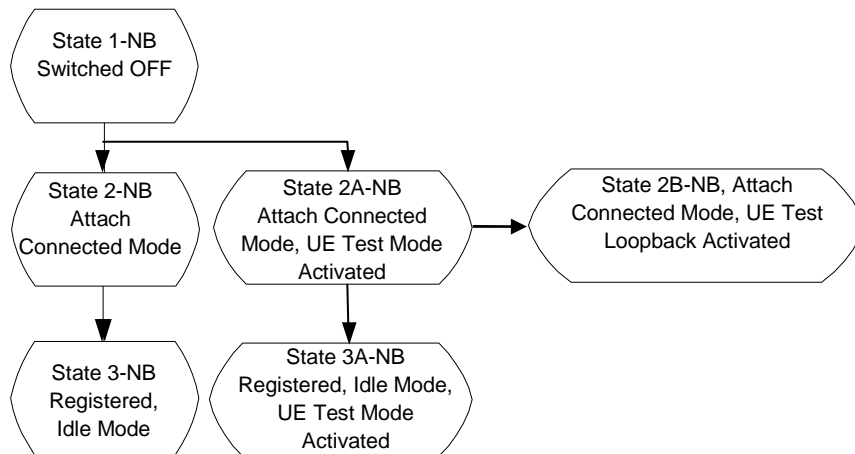 State 1-NB
Switched OFF
State 2-NB
Attach
Connected Mode
State 2A-NB
Attach Connected
Mode, UE Test Mode
Activated
State 2B-NB, Attach
Connected Mode, UE Test
Loopback Activated
State 3-NB
Registered,
Idle Mode
State 3A-NB
Registered, Idle Mode,
UE Test Mode
Activated